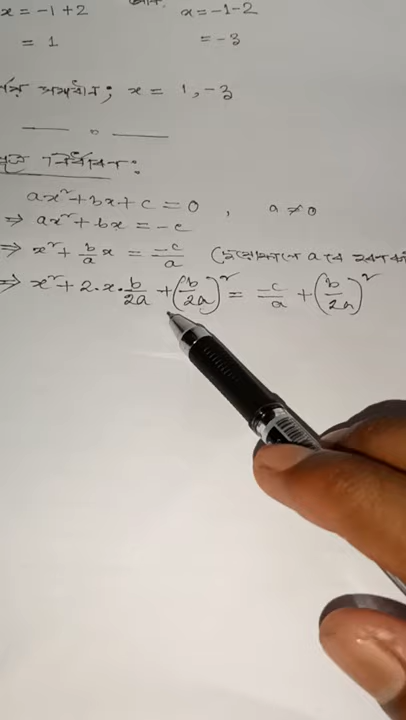 x = -1+2 x = -1-2
= 1 = -3
x = 1, -3
ax² + bx + c = 0 , a ≠ 0
⇒ ax² + bx = -c
⇒ x² + b/a x = -c/a
⇒ x² + 2·x·b/2a + (b/2a)² = -c/a + (b/2a)²